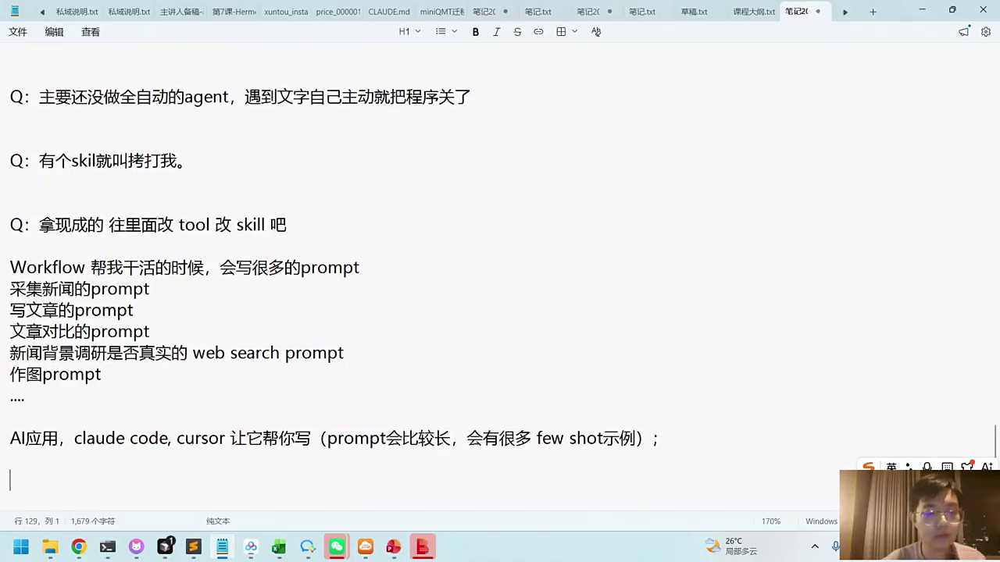 私域说明.txt
私域说明.txt
主讲人备稿-
第7课-Herm
xuntou_insta
price_000001
CLAUDE.md
miniQMT迁移
笔记20
笔记.txt
笔记20
笔记.txt
草稿.txt
课程大纲.txt
笔记20
文件 编辑 查看 H1 B I S
Q：主要还没做全自动的agent，遇到文字自己主动就把程序关了
Q：有个skil就叫拷打我。
Q：拿现成的 往里面改 tool 改 skill 吧
Workflow 帮我干活的时候，会写很多的prompt
采集新闻的prompt
写文章的prompt
文章对比的prompt
新闻背景调研是否真实的 web search prompt
作图prompt
....
AI应用，claude code, cursor 让它帮你写（prompt会比较长，会有很多 few shot示例）;
英
行 129，列 1 1,679 个字符 纯文本 170% Windows
26°C
局部多云